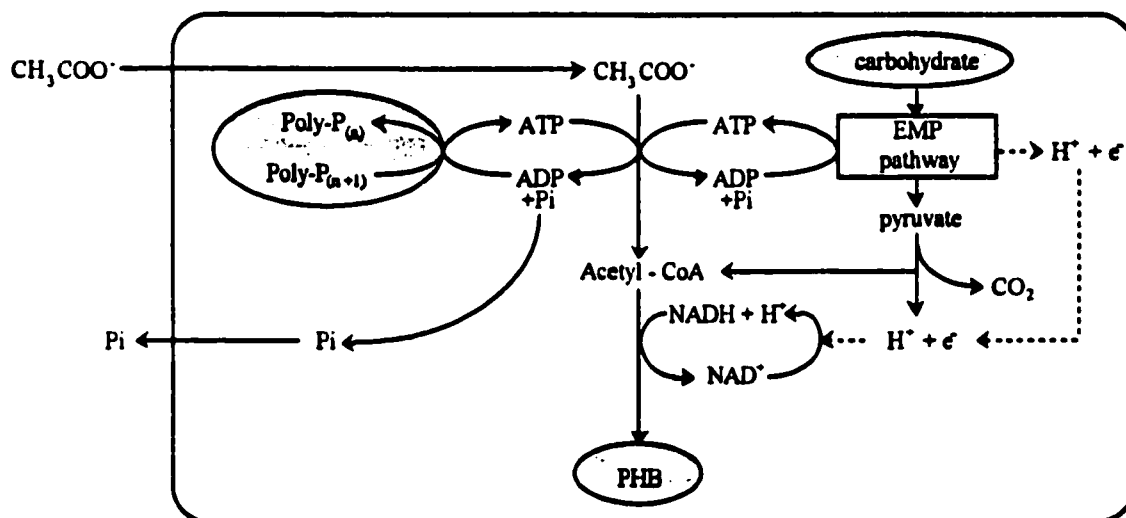 carbohydrate
CH₃COO⁻ CH₃COO⁻
Poly-P₍ₙ₎ ATP ATP EMP pathway H⁺ + e⁻
Poly-P₍ₙ₊₁₎ ADP +Pi ADP +Pi
pyruvate
Acetyl - CoA CO₂
NADH + H⁺
Pi Pi H⁺ + e⁻
NAD⁺
PHB